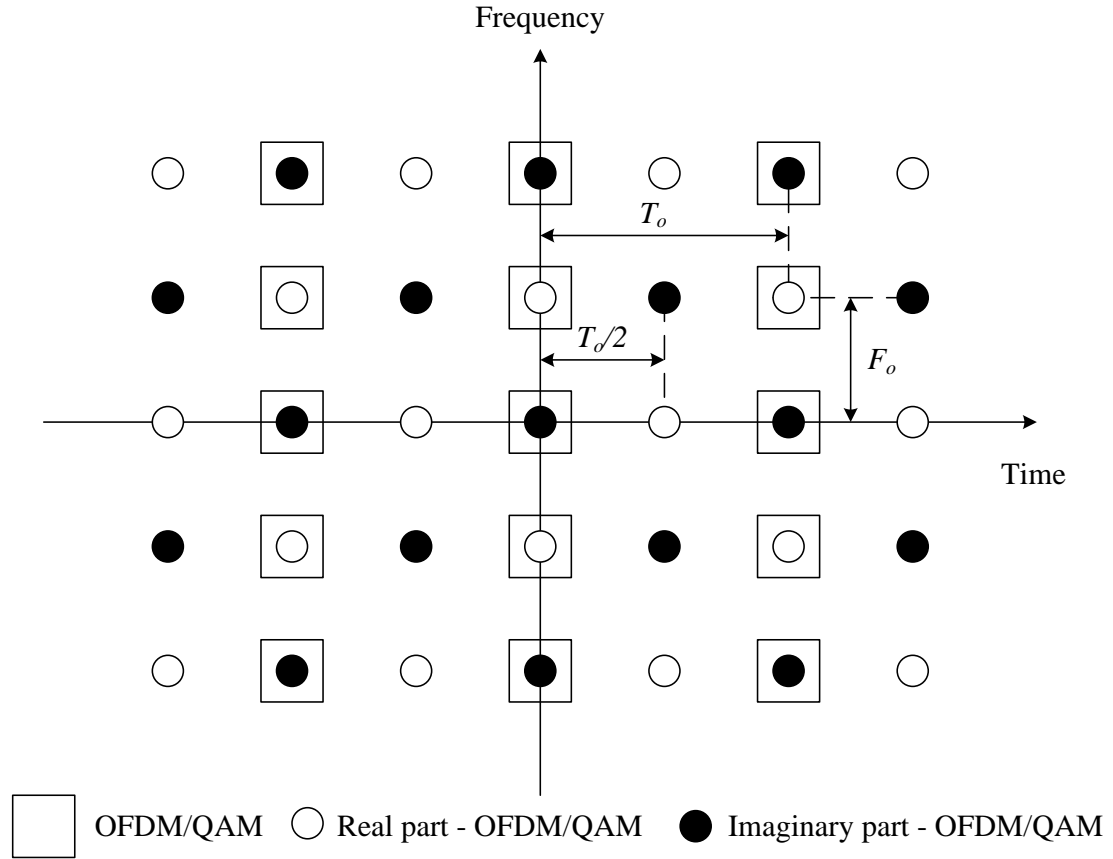 Frequency
T_o
T_o/2
F_o
Time
OFDM/QAM
Real part - OFDM/QAM
Imaginary part - OFDM/QAM